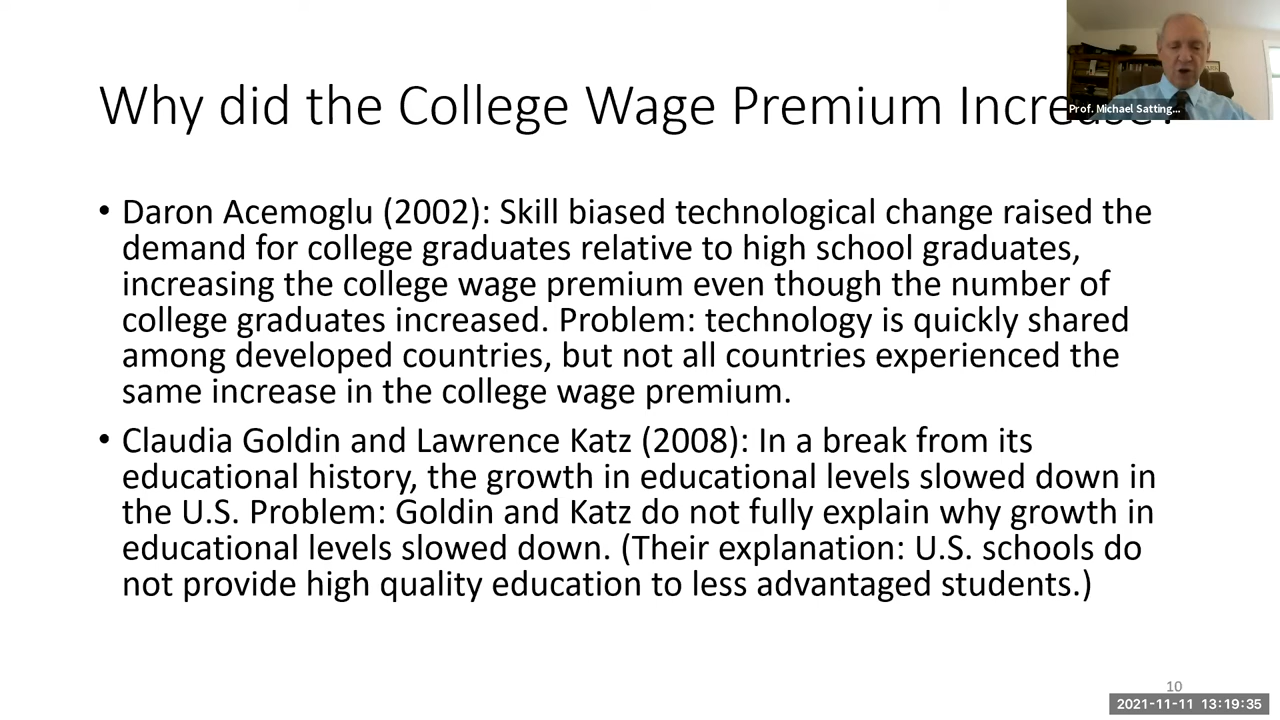 Why did the College Wage Premium Increase?
Prof. Michael Satting...
• Daron Acemoglu (2002): Skill biased technological change raised the
demand for college graduates relative to high school graduates,
increasing the college wage premium even though the number of
college graduates increased. Problem: technology is quickly shared
among developed countries, but not all countries experienced the
same increase in the college wage premium.
• Claudia Goldin and Lawrence Katz (2008): In a break from its
educational history, the growth in educational levels slowed down in
the U.S. Problem: Goldin and Katz do not fully explain why growth in
educational levels slowed down. (Their explanation: U.S. schools do
not provide high quality education to less advantaged students.)
10
2021-11-11 13:19:35